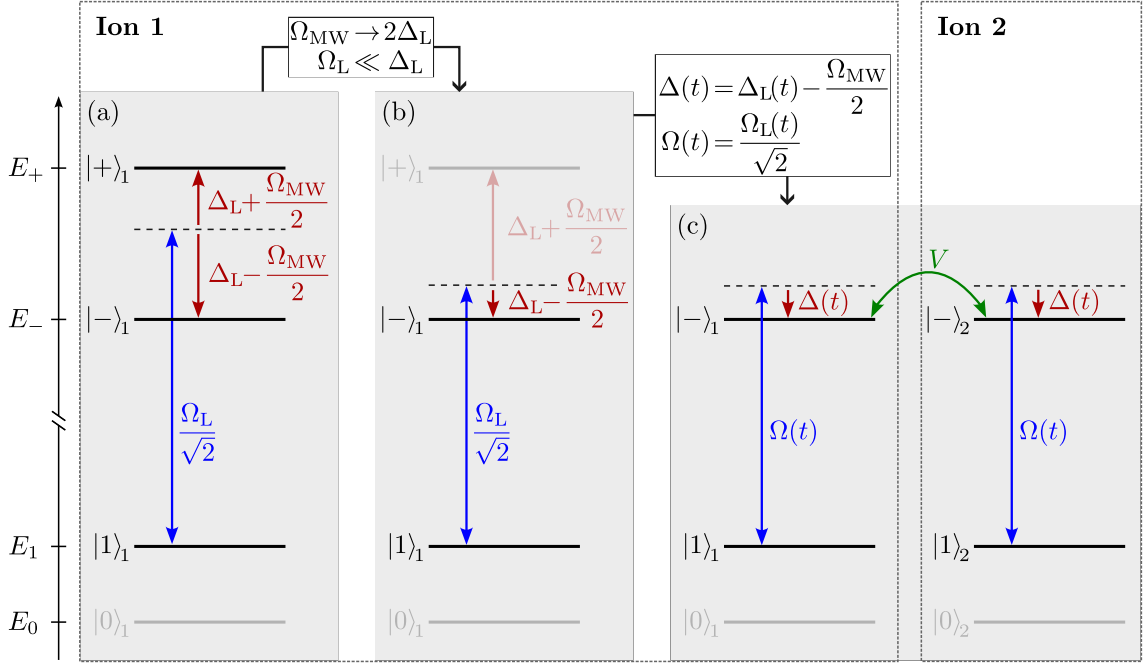 Ion 1
Ion 2
Ω_MW → 2Δ_L
Ω_L ≪ Δ_L
Δ(t) = Δ_L(t) − Ω_MW/2
Ω(t) = Ω_L(t)/√2
(a)
(b)
(c)
E_+
E_−
E_1
E_0
|+⟩_1
Δ_L + Ω_MW/2
Δ_L − Ω_MW/2
|−⟩_1
Ω_L/√2
|1⟩_1
|0⟩_1
|+⟩_1
Δ_L + Ω_MW/2
Δ_L − Ω_MW/2
|−⟩_1
Ω_L/√2
|1⟩_1
|0⟩_1
V
|−⟩_1
Δ(t)
Ω(t)
|1⟩_1
|0⟩_1
|−⟩_2
Δ(t)
Ω(t)
|1⟩_2
|0⟩_2